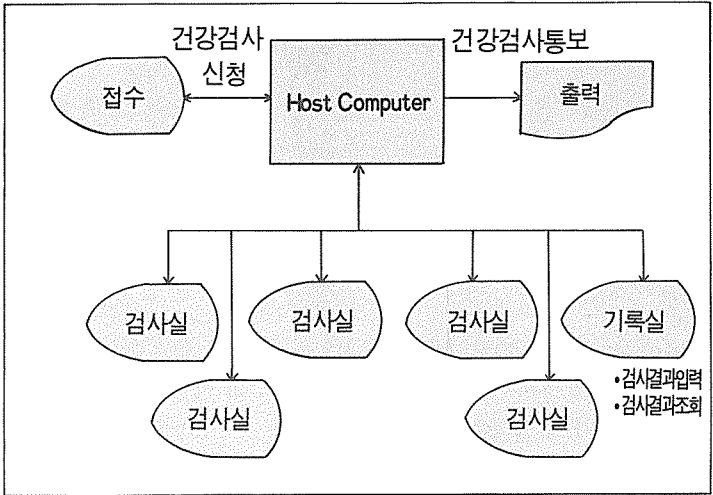 건강검사
신청
접수
Host Computer
건강검사통보
출력
검사실
검사실
검사실
기록실
• 검사결과입력
• 검사결과조회
검사실
검사실